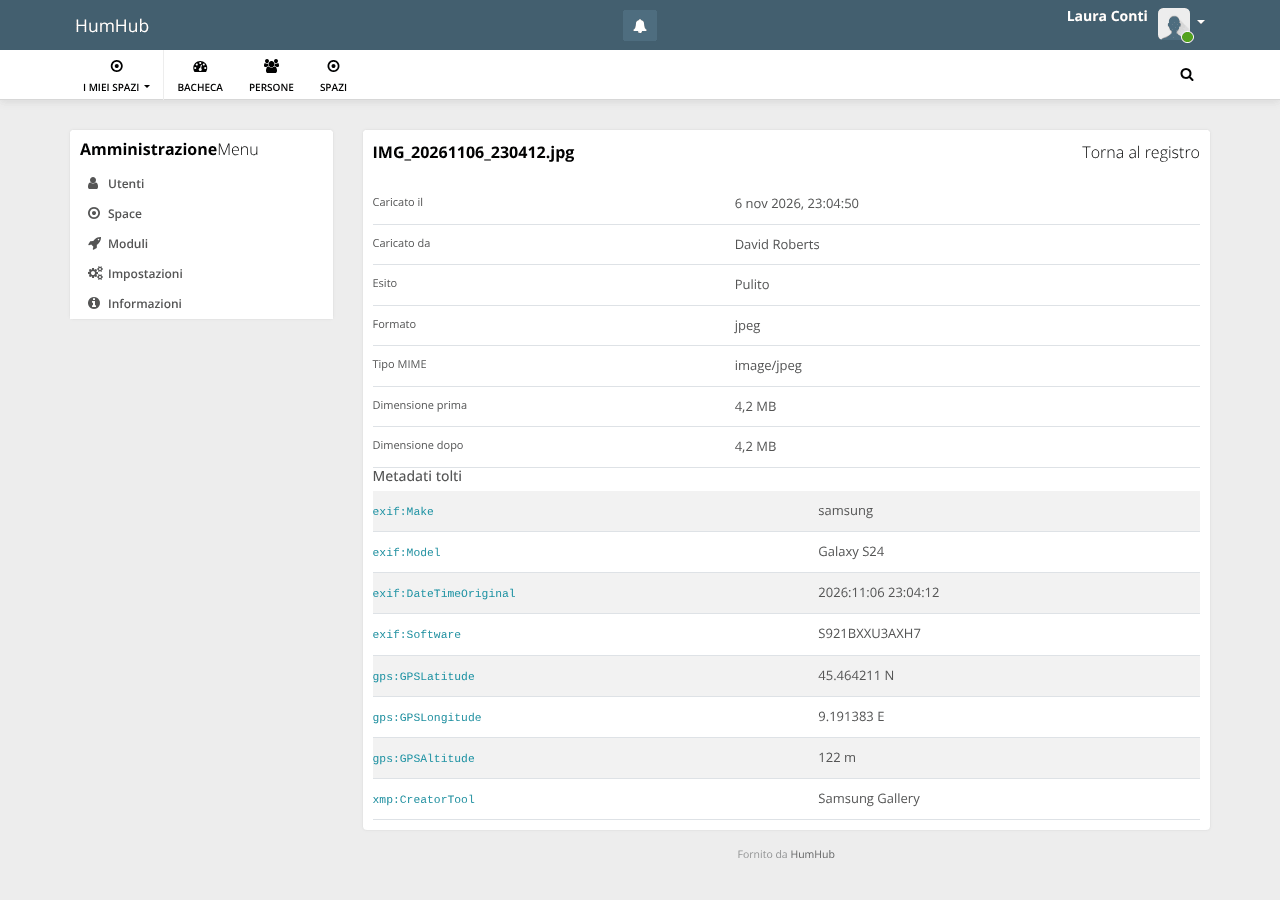 HumHub
Laura Conti
I MIEI SPAZI
BACHECA
PERSONE
SPAZI
AmministrazioneMenu
Utenti
Space
Moduli
Impostazioni
Informazioni
IMG_20261106_230412.jpg
Torna al registro
Caricato il 6 nov 2026, 23:04:50
Caricato da David Roberts
Esito Pulito
Formato jpeg
Tipo MIME image/jpeg
Dimensione prima 4,2 MB
Dimensione dopo 4,2 MB
Metadati tolti
exif:Make samsung
exif:Model Galaxy S24
exif:DateTimeOriginal 2026:11:06 23:04:12
exif:Software S921BXXU3AXH7
gps:GPSLatitude 45.464211 N
gps:GPSLongitude 9.191383 E
gps:GPSAltitude 122 m
xmp:CreatorTool Samsung Gallery
Fornito da HumHub